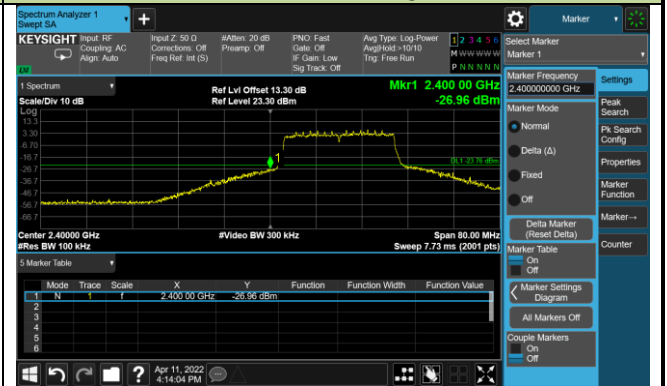 Spectrum Analyzer 1
Swept SA
Marker
KEYSIGHT
Input: RF
Coupling: AC
Align: Auto
Input Z: 50 Ω
Corrections: Off
Freq Ref: Int (S)
#Atten: 20 dB
Preamp: Off
PNO: Fast
Gate: Off
IF Gain: Low
Sig Track: Off
Avg Type: Log-Power
Avg|Hold:>10/10
Trig: Free Run
1 2 3 4 5 6
M W W W W W
P N N N N N
Select Marker
Marker 1
1 Spectrum
Scale/Div 10 dB
Log
Ref Lvl Offset 13.30 dB
Ref Level 23.30 dBm
Mkr1 2.400 00 GHz
-26.96 dBm
13.3
3.30
-6.70
-16.7
-26.7
-36.7
-46.7
-56.7
-66.7
1
DL1 -23.76 dBm
Center 2.40000 GHz
#Res BW 100 kHz
#Video BW 300 kHz
Span 80.00 MHz
Sweep 7.73 ms (2001 pts)
5 Marker Table
Mode Trace Scale X Y Function Function Width Function Value
1 N 1 f 2.400 00 GHz -26.96 dBm
2
3
4
5
6
Marker Frequency
2.400000000 GHz
Marker Mode
Normal
Delta (Δ)
Fixed
Off
Delta Marker
(Reset Delta)
Marker Table
On
Off
Marker Settings
Diagram
All Markers Off
Couple Markers
On
Off
Settings
Peak
Search
Pk Search
Config
Properties
Marker
Function
Marker→
Counter
Apr 11, 2022
4:14:04 PM